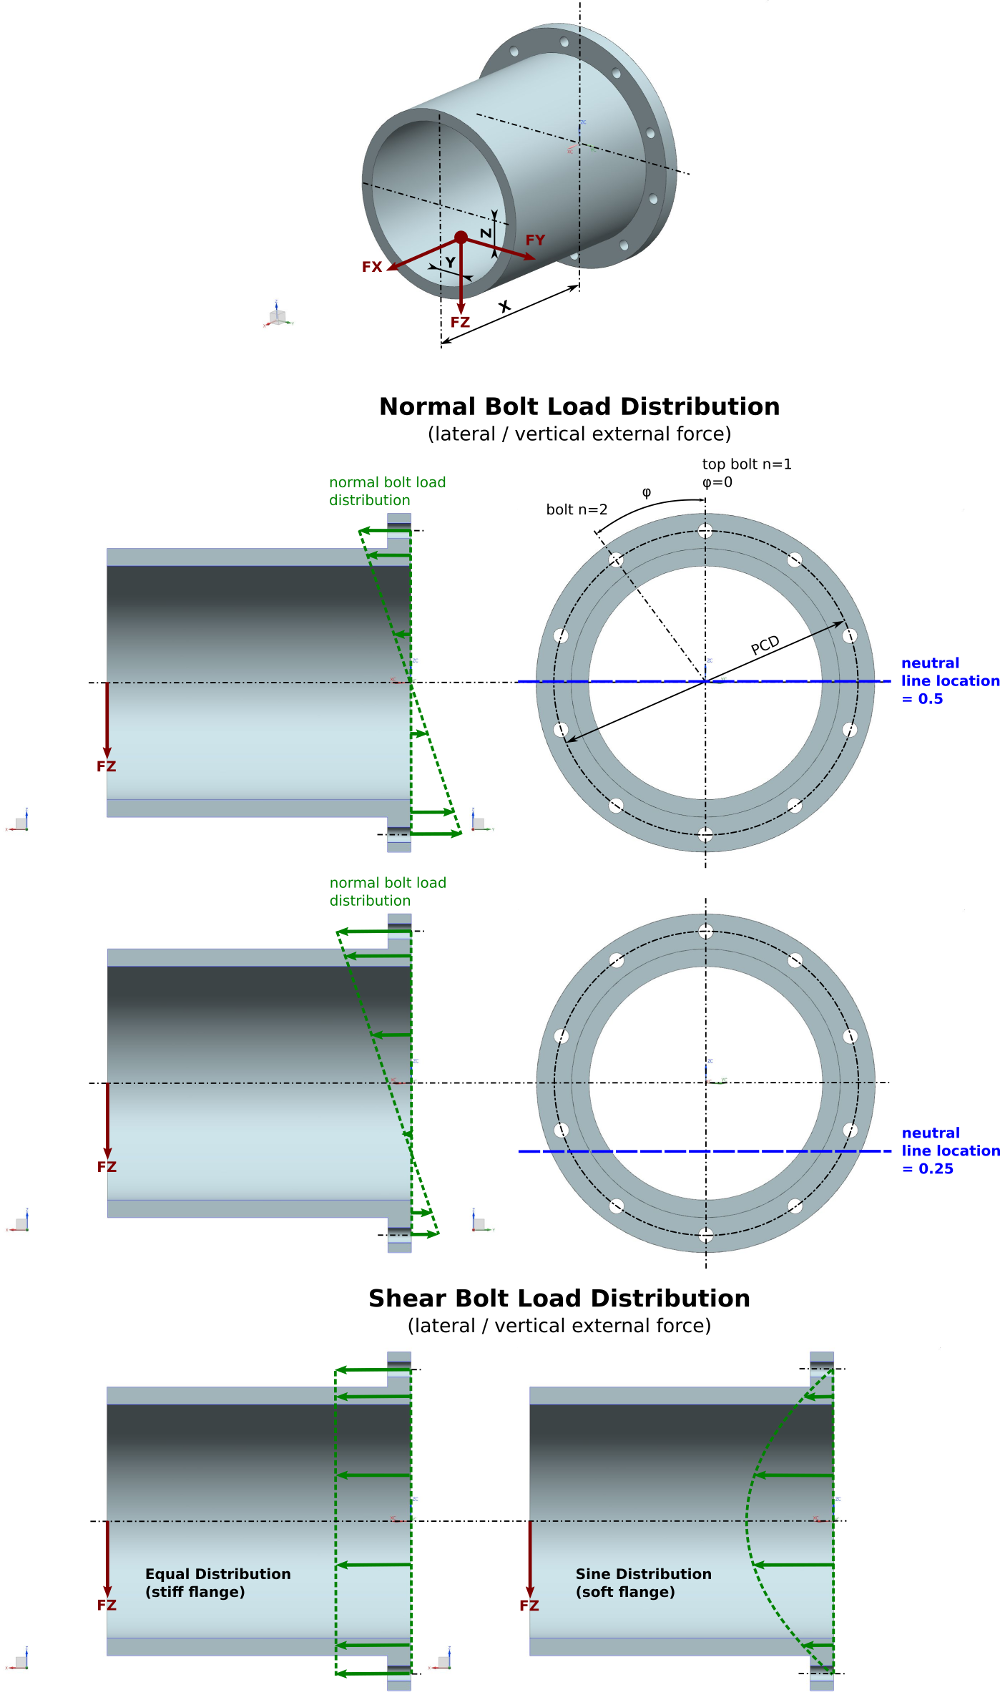 Z
FY
FX
Y
FZ
X
Normal Bolt Load Distribution
(lateral / vertical external force)
top bolt n=1
φ=0
normal bolt load
distribution
φ
bolt n=2
PCD
neutral
line location
= 0.5
FZ
normal bolt load
distribution
neutral
line location
= 0.25
FZ
Shear Bolt Load Distribution
(lateral / vertical external force)
Equal Distribution
(stiff flange)
FZ
Sine Distribution
(soft flange)
FZ